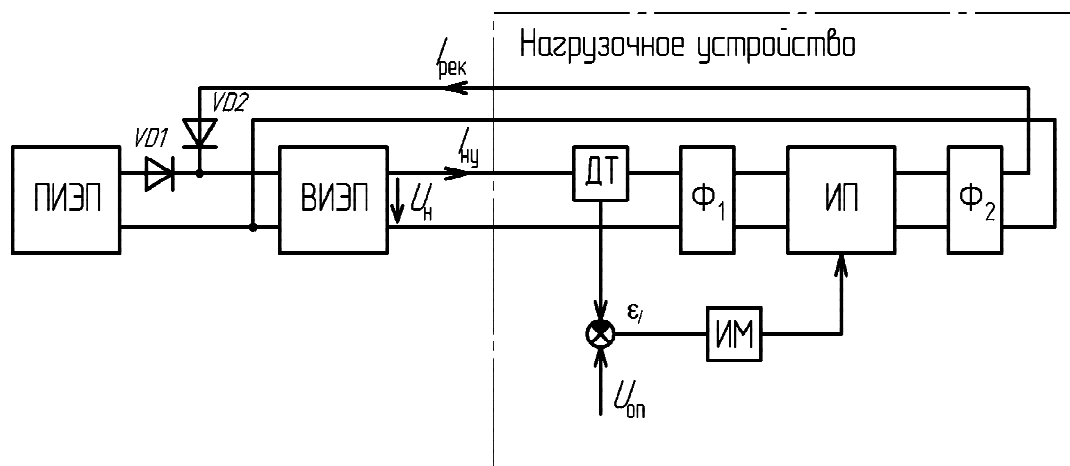 Нагрузочное устройство
Iрек
VD2
VD1
Iну
ПИЭП
ВИЭП
Uн
ДТ
Ф1
ИП
Ф2
εI
ИМ
Uоп